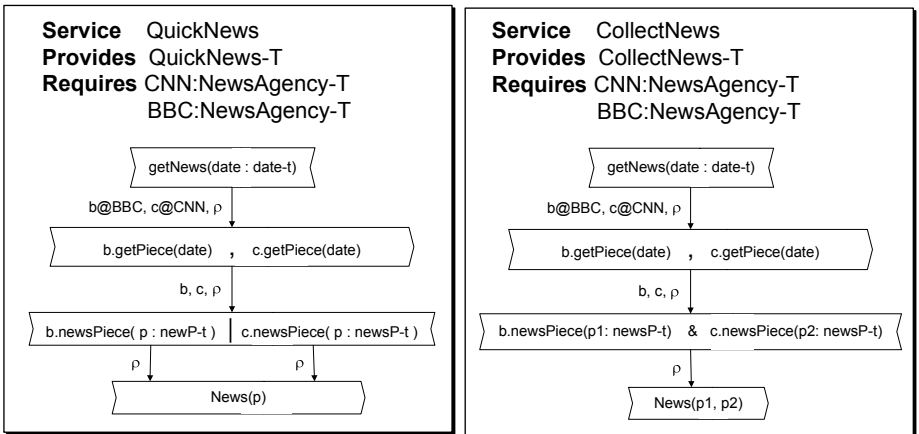 Service QuickNews
Provides QuickNews-T
Requires CNN:NewsAgency-T
BBC:NewsAgency-T
getNews(date : date-t)
b@BBC, c@CNN, ρ
b.getPiece(date) , c.getPiece(date)
b, c, ρ
b.newsPiece( p : newP-t ) | c.newsPiece( p : newsP-t )
ρ ρ
News(p)
Service CollectNews
Provides CollectNews-T
Requires CNN:NewsAgency-T
BBC:NewsAgency-T
getNews(date : date-t)
b@BBC, c@CNN, ρ
b.getPiece(date) , c.getPiece(date)
b, c, ρ
b.newsPiece(p1: newsP-t) & c.newsPiece(p2: newsP-t)
ρ
News(p1, p2)